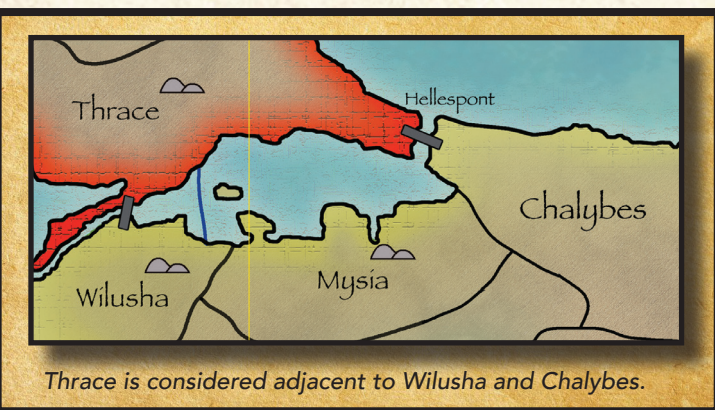 Hellespont
Thrace
Chalybes
Mysia
Wilusha
Thrace is considered adjacent to Wilusha and Chalybes.